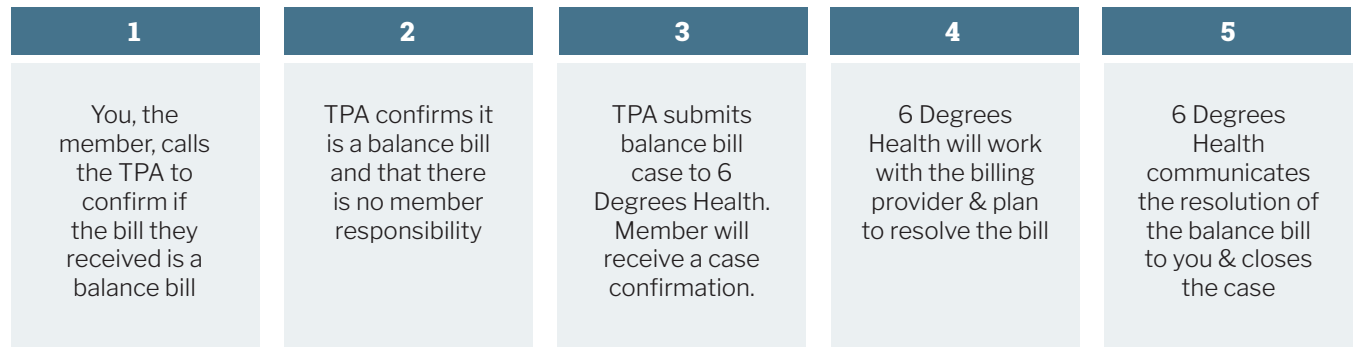 1
You, the
member, calls
the TPA to
confirm if
the bill they
received is a
balance bill
2
TPA confirms it
is a balance bill
and that there
is no member
responsibility
3
TPA submits
balance bill
case to 6
Degrees Health.
Member will
receive a case
confirmation.
4
6 Degrees
Health will work
with the billing
provider & plan
to resolve the bill
5
6 Degrees
Health
communicates
the resolution of
the balance bill
to you & closes
the case